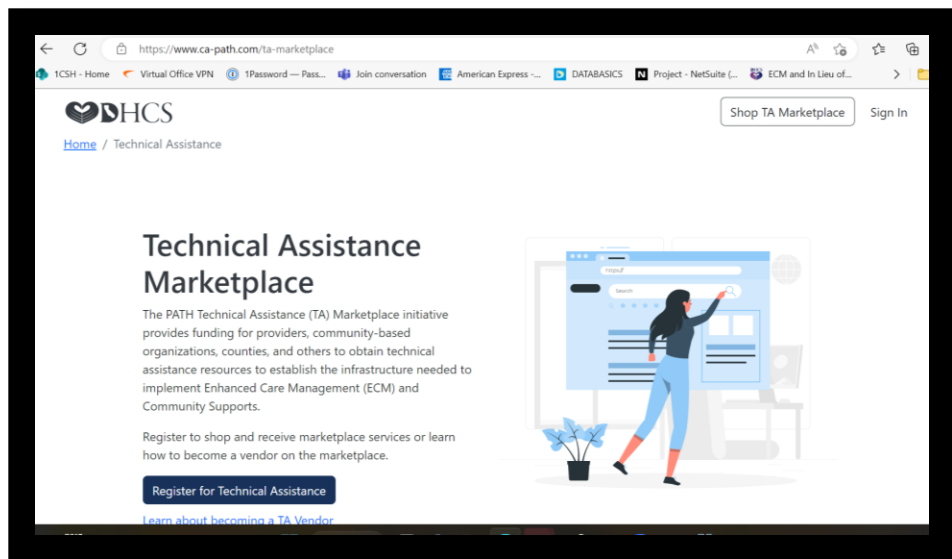 https://www.ca-path.com/ta-marketplace
1CSH - Home Virtual Office VPN 1Password — Pass... Join conversation American Express -... DATABASICS Project - NetSuite (... ECM and In Lieu of...
DHCS Shop TA Marketplace Sign In
Home / Technical Assistance
Technical Assistance
Marketplace
The PATH Technical Assistance (TA) Marketplace initiative
provides funding for providers, community-based
organizations, counties, and others to obtain technical
assistance resources to establish the infrastructure needed to
implement Enhanced Care Management (ECM) and
Community Supports.
Register to shop and receive marketplace services or learn
how to become a vendor on the marketplace.
Register for Technical Assistance
Learn about becoming a TA Vendor
Search